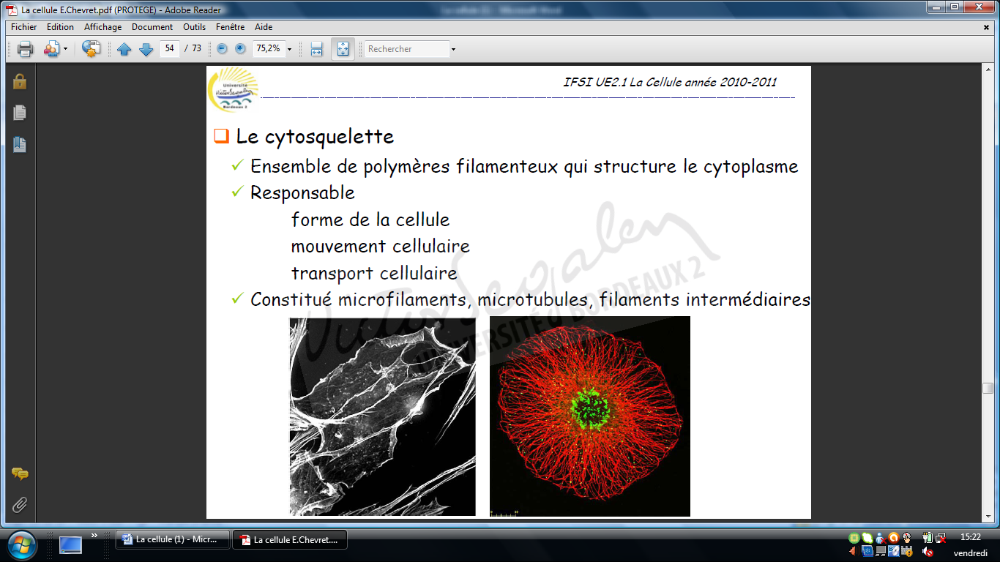 La cellule E.Chevret.pdf (PROTEGE) - Adobe Reader
Fichier Edition Affichage Document Outils Fenêtre Aide
54 / 73 75,2% Rechercher
Université
Victor Segalen
Bordeaux 2
IFSI UE2.1 La Cellule année 2010-2011
Le cytosquelette
Ensemble de polymères filamenteux qui structure le cytoplasme
Responsable
forme de la cellule
mouvement cellulaire
transport cellulaire
Constitué microfilaments, microtubules, filaments intermédiaires
Victor Segalen
UNIVERSITÉ BORDEAUX 2
La cellule (1) - Micr...
La cellule E.Chevret....
15:22
vendredi